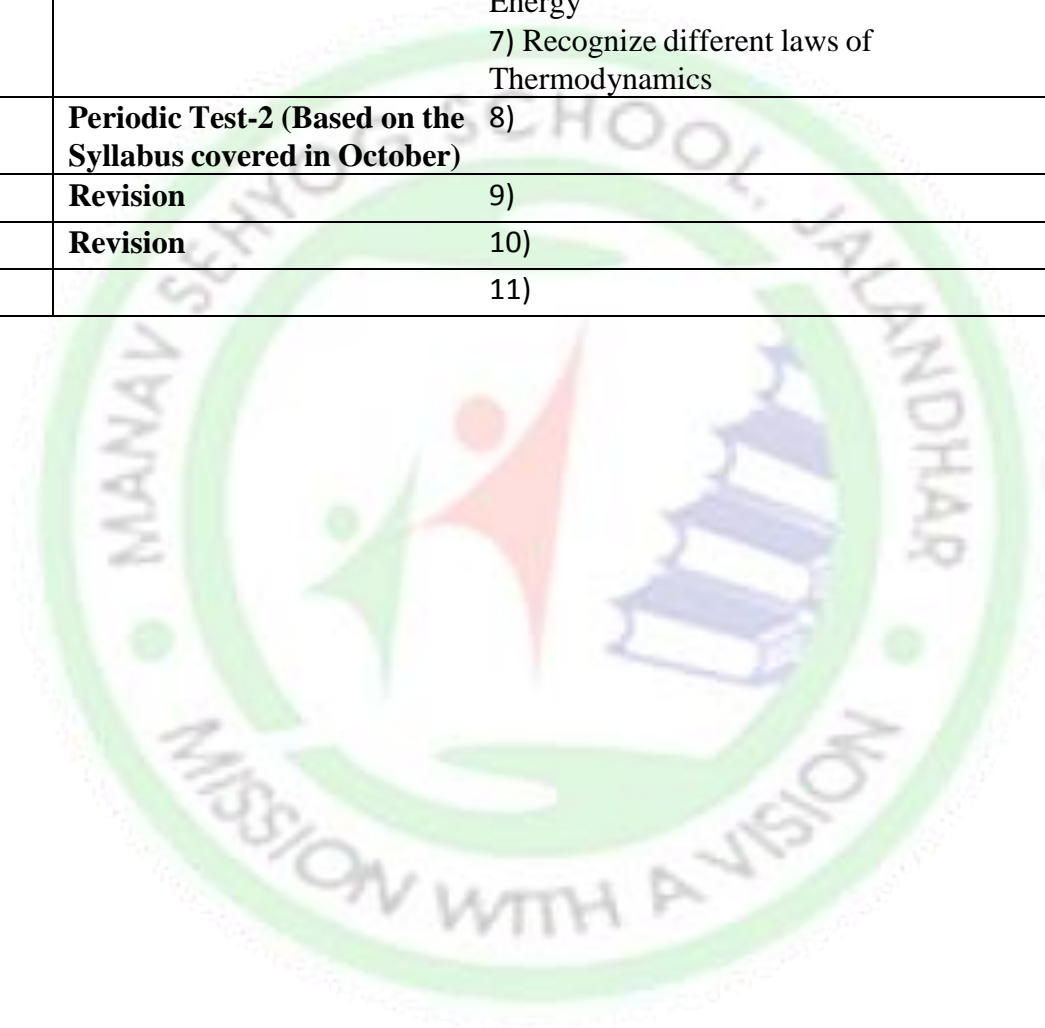 Energy
7) Recognize different laws of
Thermodynamics
Periodic Test-2 (Based on the 8)
Syllabus covered in October)
Revision 9)
Revision 10)
11)
MANAV SEHYOG SCHOOL, JALANDHAR
MISSION WITH A VISION